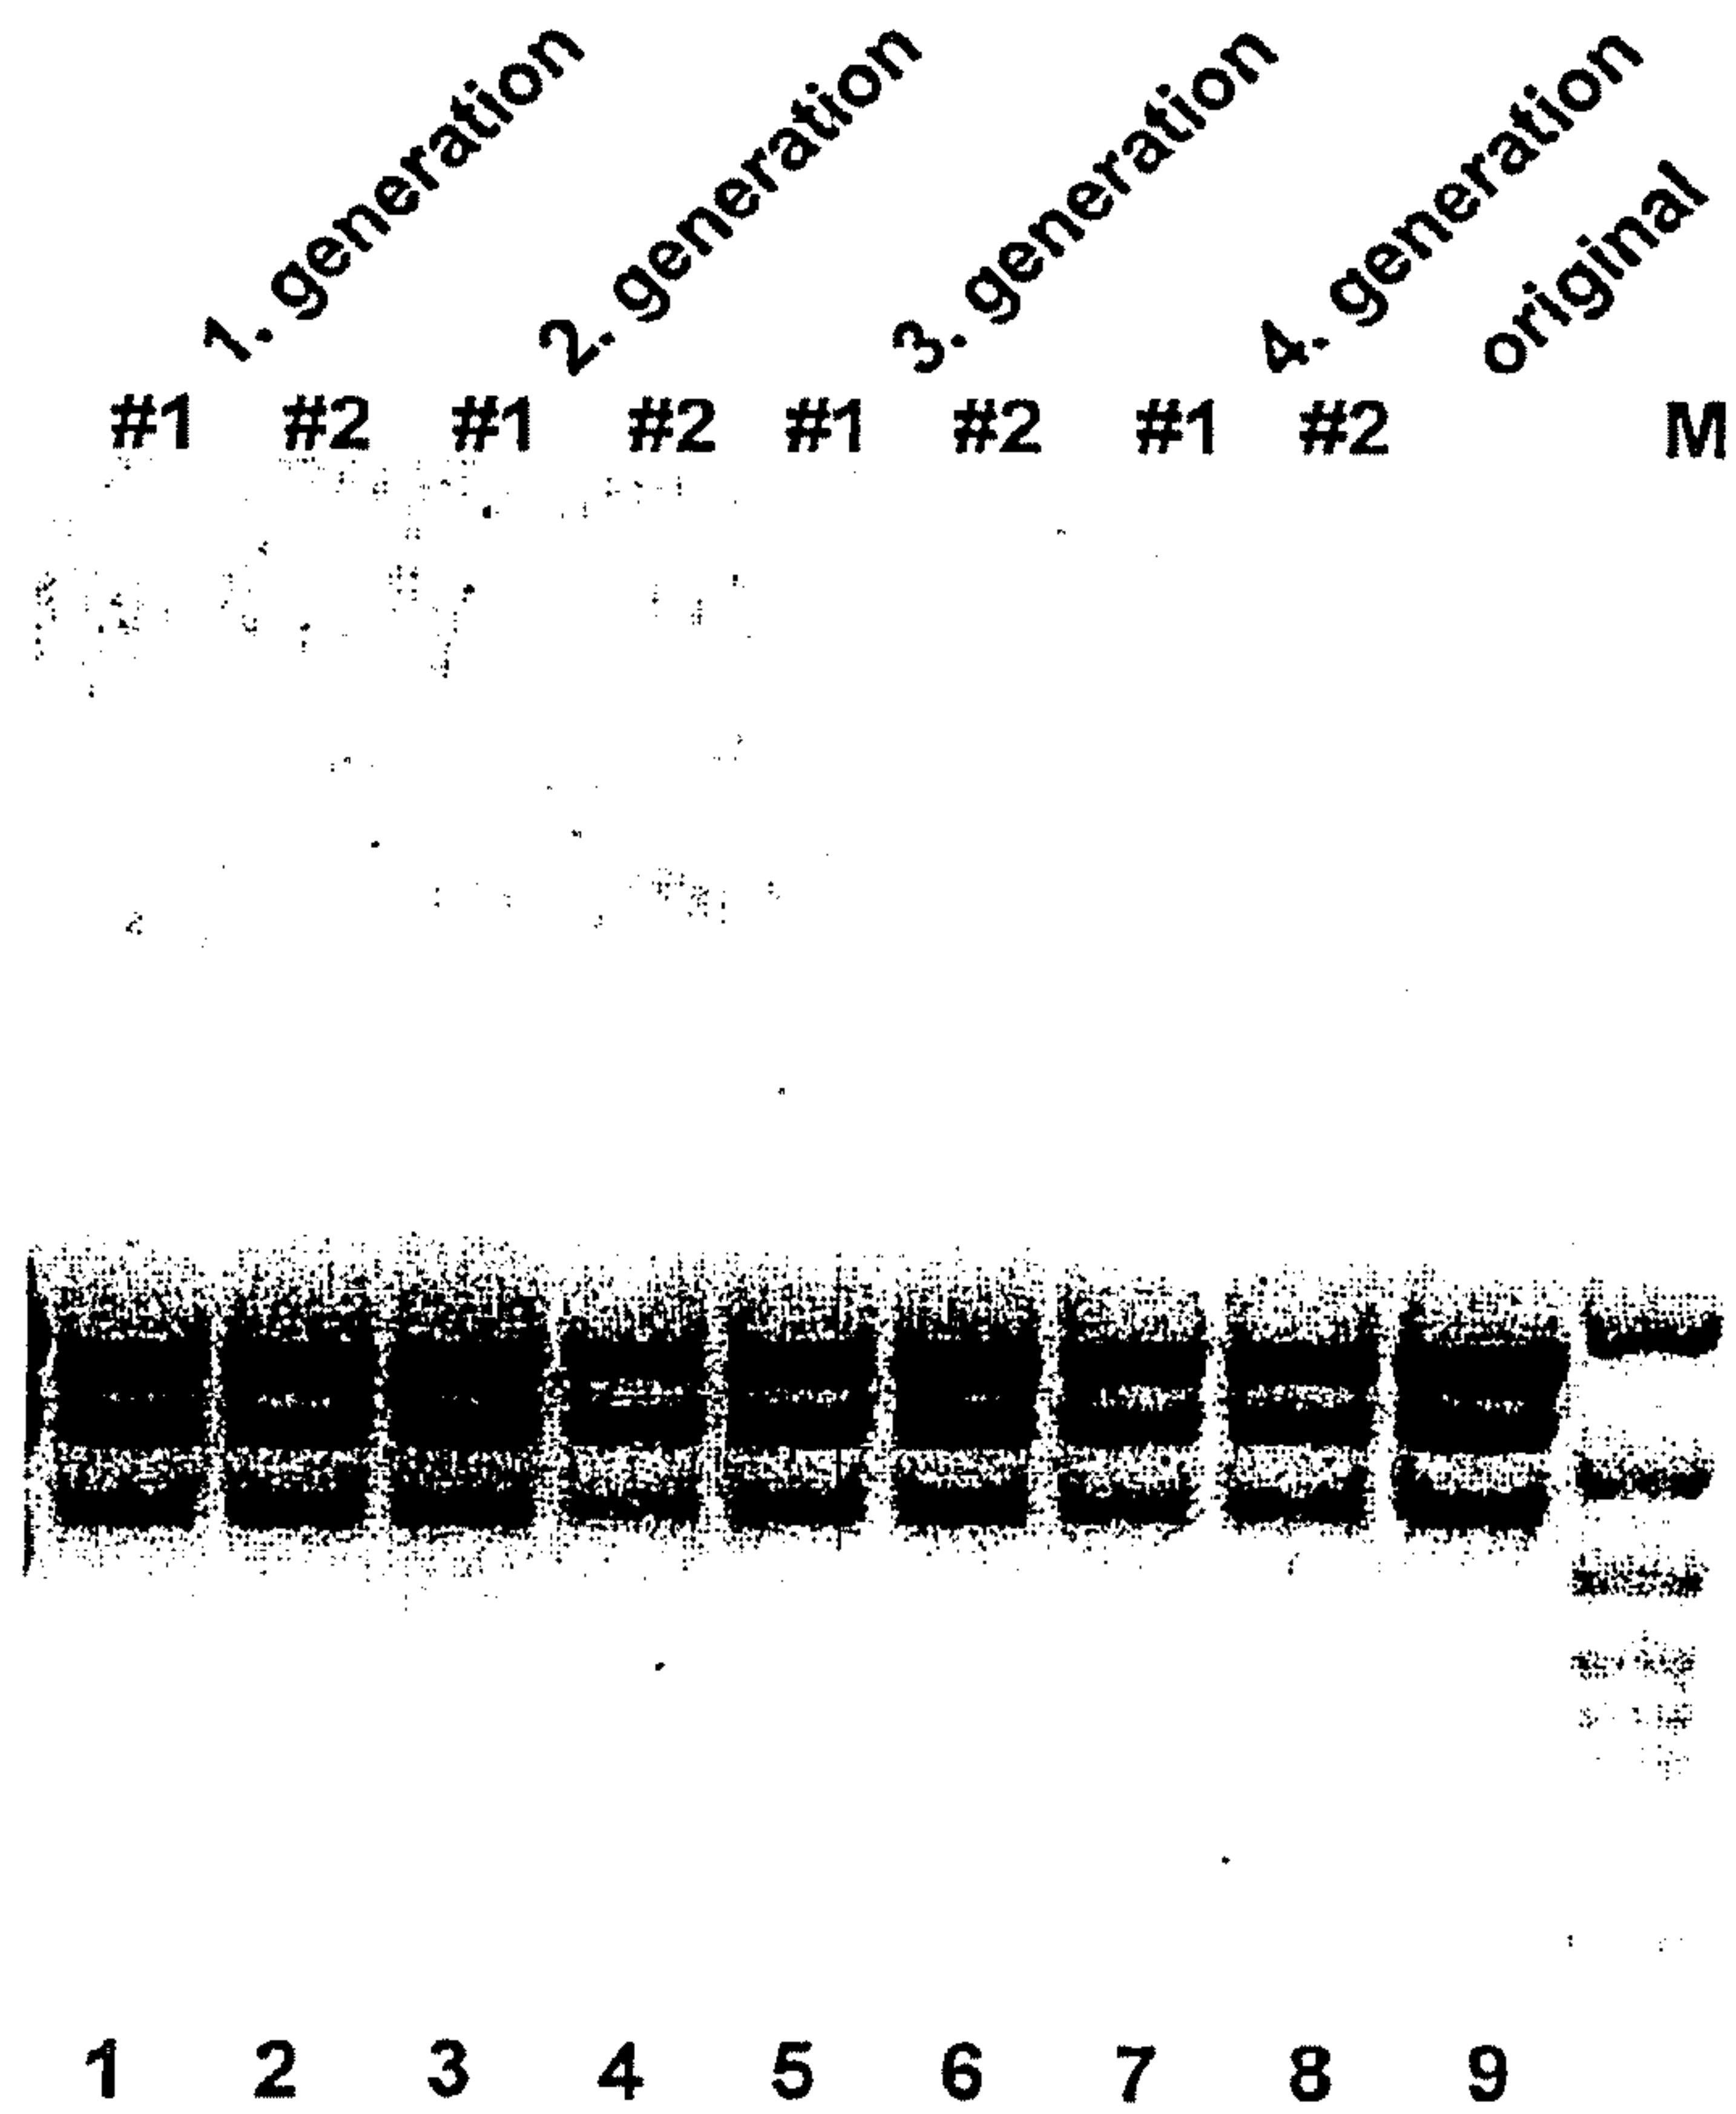 1. generation 2. generation 3. generation 4. generation original
#1 #2 #1 #2 #1 #2 #1 #2 M
1 2 3 4 5 6 7 8 9